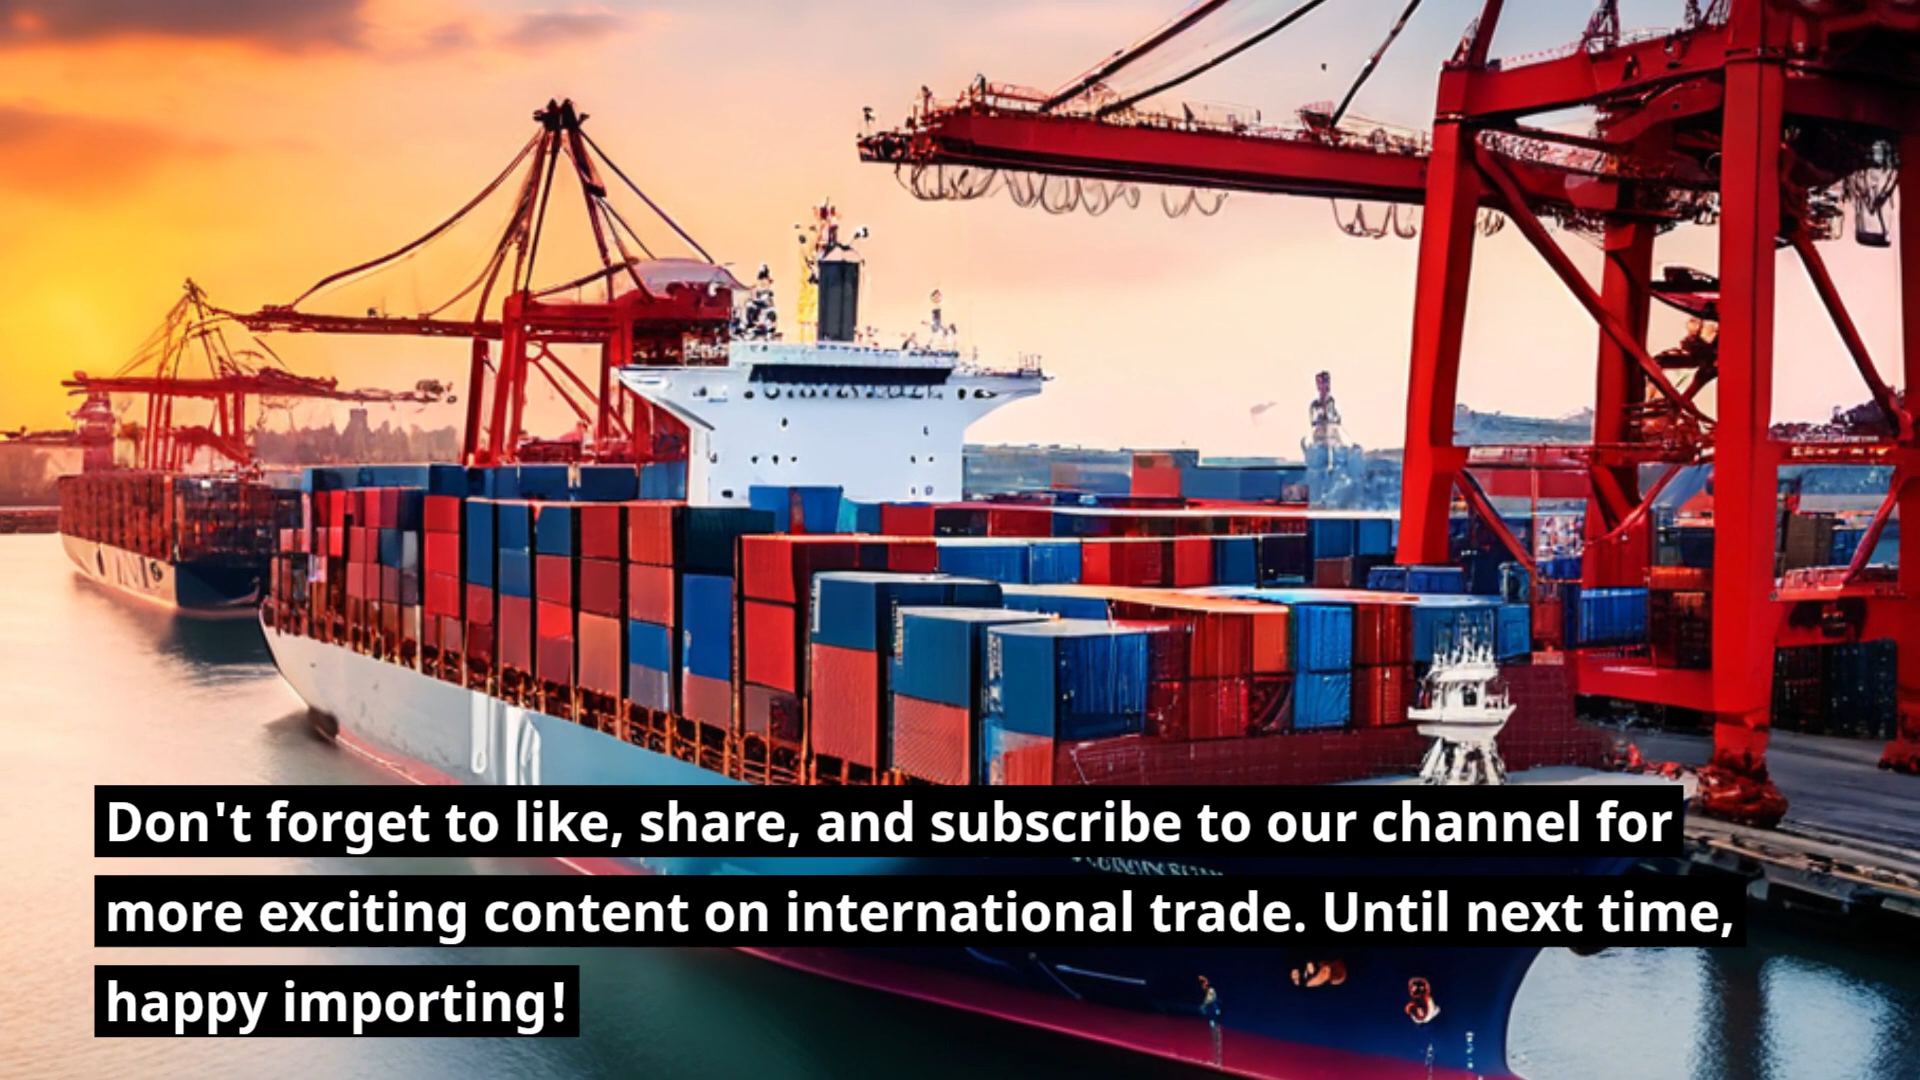 Don't forget to like, share, and subscribe to our channel for
more exciting content on international trade. Until next time,
happy importing!